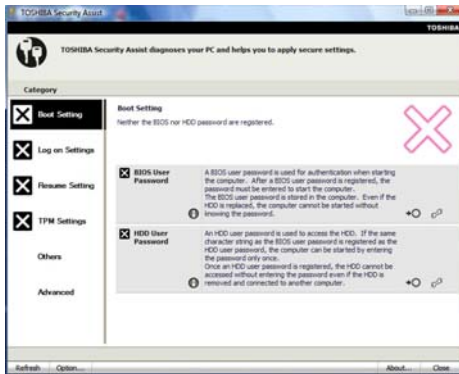 TOSHIBA Security Assist
TOSHIBA
TOSHIBA Security Assist diagnoses your PC and helps you to apply secure settings.
Category
Boot Setting
Log on Settings
Resume Setting
TPM Settings
Others
Advanced
Boot Setting
Neither the BIOS nor HDD password are registered.
BIOS User
Password
A BIOS user password is used for authentication when starting
the computer. After a BIOS user password is registered, the
password must be entered to start the computer.
The BIOS user password is stored in the computer. Even if the
HDD is replaced, the computer cannot be started without
knowing the password.
HDD User
Password
An HDD user password is used to access the HDD. If the same
character string as the BIOS user password is registered as the
HDD user password, the computer can be started by entering
the password only once.
Once an HDD user password is registered, the HDD cannot be
accessed without entering the password even if the HDD is
removed and connected to another computer.
Refresh Option... About... Close